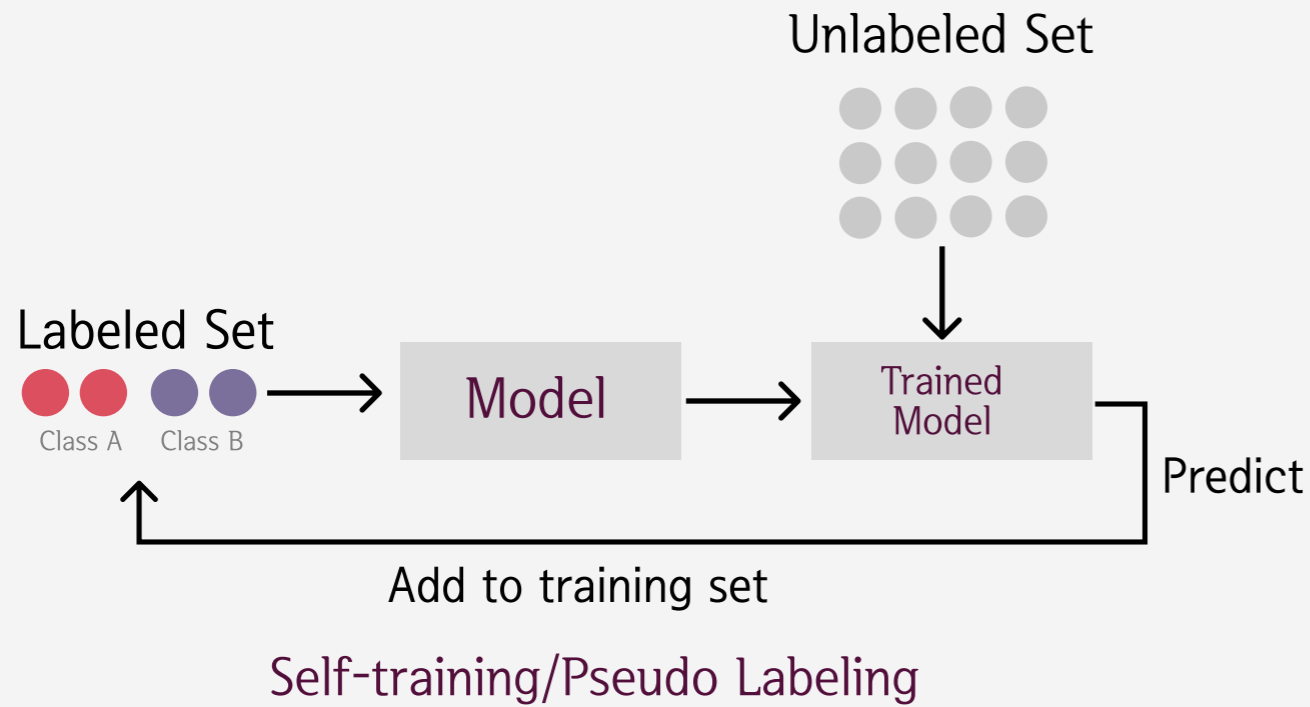 Unlabeled Set
Labeled Set
Class A
Class B
Model
Trained
Model
Predict
Add to training set
Self-training/Pseudo Labeling